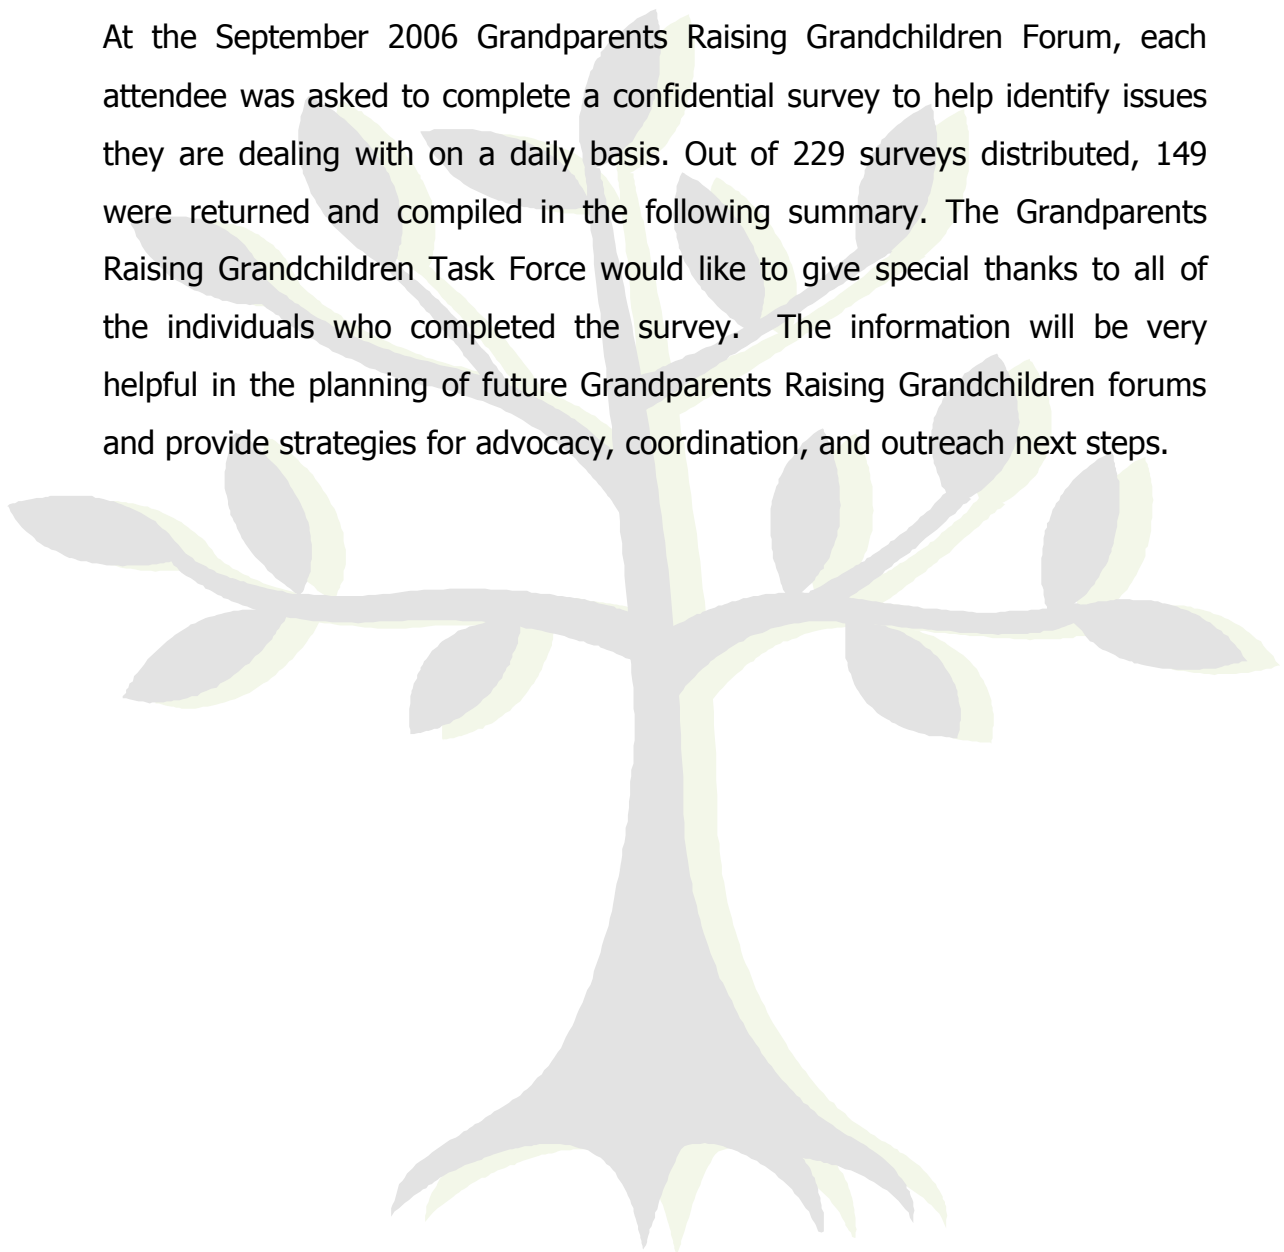 At the September 2006 Grandparents Raising Grandchildren Forum, each
attendee was asked to complete a confidential survey to help identify issues
they are dealing with on a daily basis. Out of 229 surveys distributed, 149
were returned and compiled in the following summary. The Grandparents
Raising Grandchildren Task Force would like to give special thanks to all of
the individuals who completed the survey.  The information will be very
helpful in the planning of future Grandparents Raising Grandchildren forums
and provide strategies for advocacy, coordination, and outreach next steps.